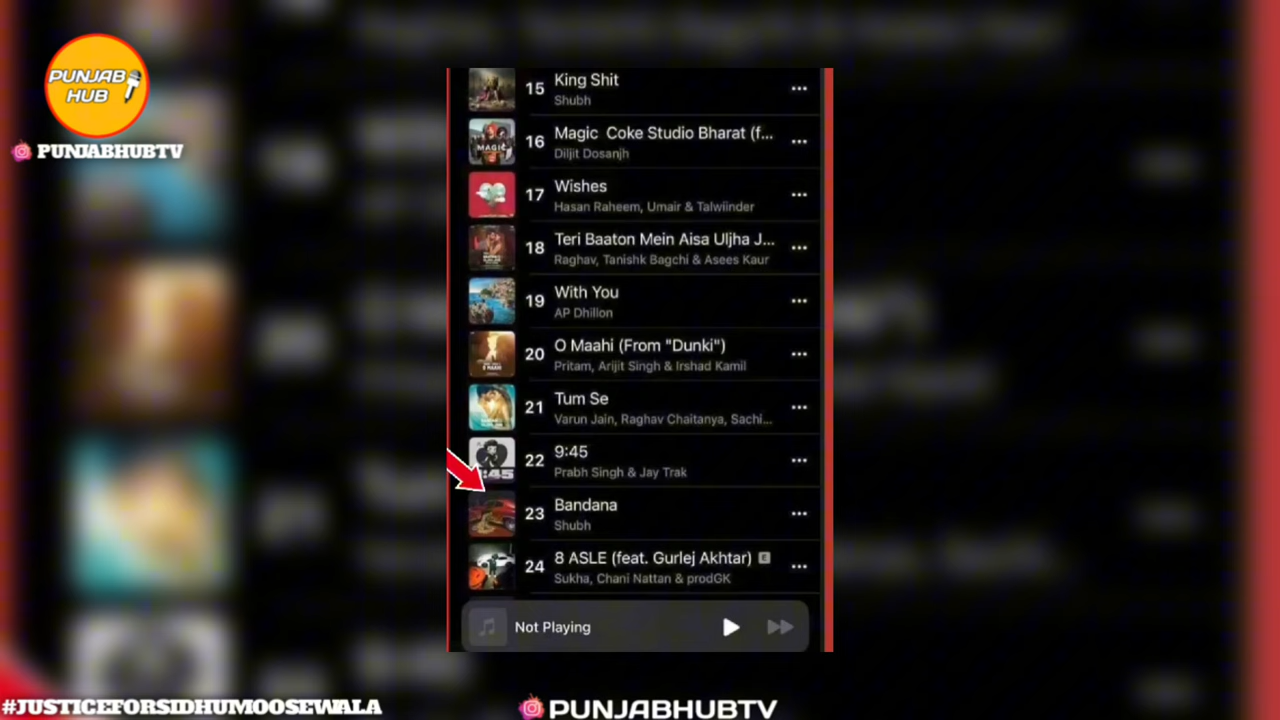 PUNJAB
HUB
PUNJABHUBTV
15 King Shit
Shubh
MAGIC
16 Magic Coke Studio Bharat (f...
Diljit Dosanjh
17 Wishes
Hasan Raheem, Umair & Talwiinder
18 Teri Baaton Mein Aisa Uljha J...
Raghav, Tanishk Bagchi & Asees Kaur
19 With You
AP Dhillon
20 O Maahi (From "Dunki")
Pritam, Arijit Singh & Irshad Kamil
21 Tum Se
Varun Jain, Raghav Chaitanya, Sachi...
22 9:45
Prabh Singh & Jay Trak
23 Bandana
Shubh
24 8 ASLE (feat. Gurlej Akhtar) E
Sukha, Chani Nattan & prodGK
Not Playing
#JUSTICEFORSIDHUMOOSEWALA
PUNJABHUBTV